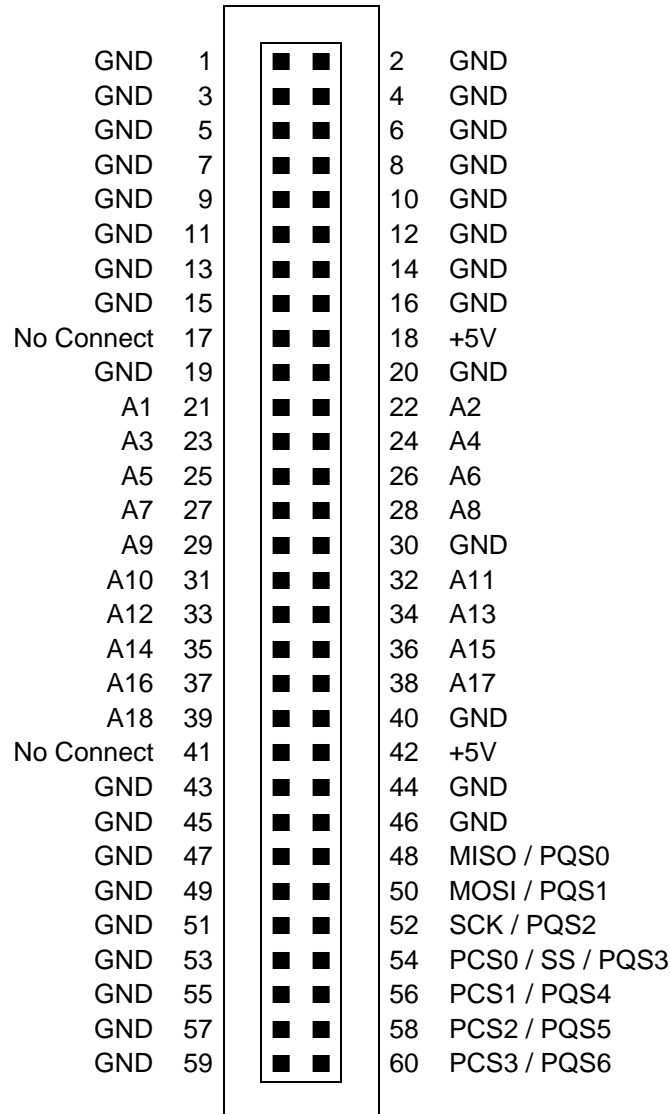 GND 1 2 GND
GND 3 4 GND
GND 5 6 GND
GND 7 8 GND
GND 9 10 GND
GND 11 12 GND
GND 13 14 GND
GND 15 16 GND
No Connect 17 18 +5V
GND 19 20 GND
A1 21 22 A2
A3 23 24 A4
A5 25 26 A6
A7 27 28 A8
A9 29 30 GND
A10 31 32 A11
A12 33 34 A13
A14 35 36 A15
A16 37 38 A17
A18 39 40 GND
No Connect 41 42 +5V
GND 43 44 GND
GND 45 46 GND
GND 47 48 MISO / PQS0
GND 49 50 MOSI / PQS1
GND 51 52 SCK / PQS2
GND 53 54 PCS0 / SS / PQS3
GND 55 56 PCS1 / PQS4
GND 57 58 PCS2 / PQS5
GND 59 60 PCS3 / PQS6